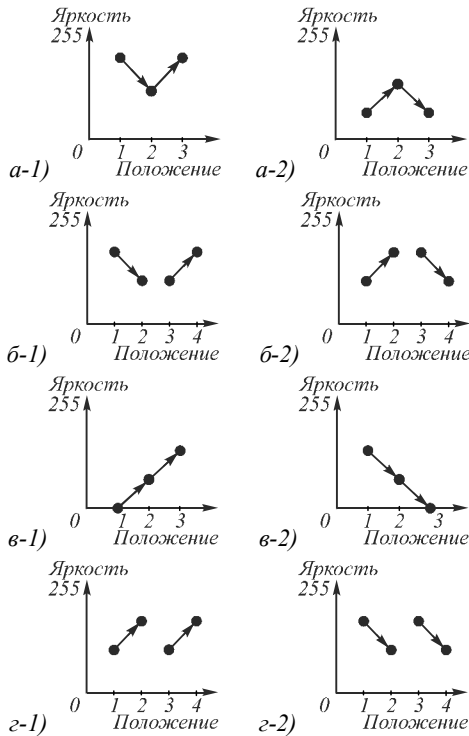 Яркость Яркость
255 255
0 1 2 3 0 1 2 3
а-1) Положение а-2) Положение
Яркость Яркость
255 255
0 1 2 3 4 0 1 2 3 4
б-1) Положение б-2) Положение
Яркость Яркость
255 255
0 1 2 3 0 1 2 3
в-1) Положение в-2) Положение
Яркость Яркость
255 255
0 1 2 3 4 0 1 2 3 4
г-1) Положение г-2) Положение